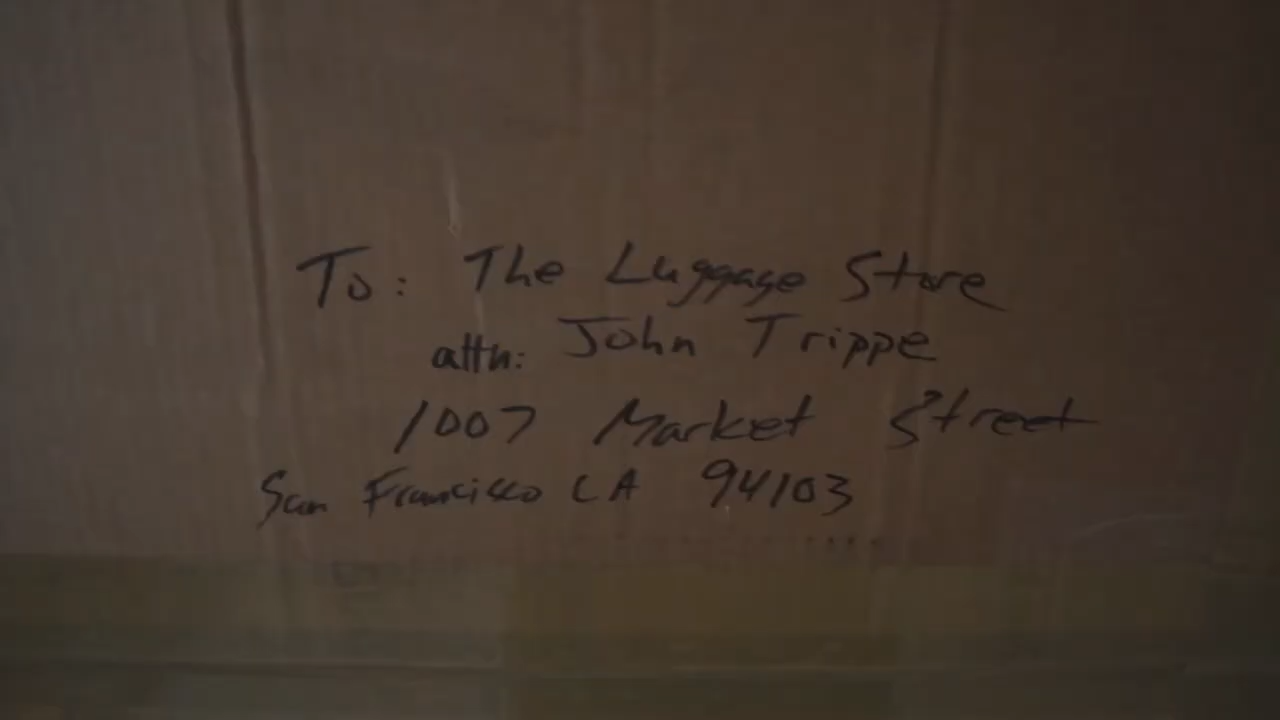 To: The Luggage Store
attn: John Trippe
1007 Market Street
San Francisco CA 94103